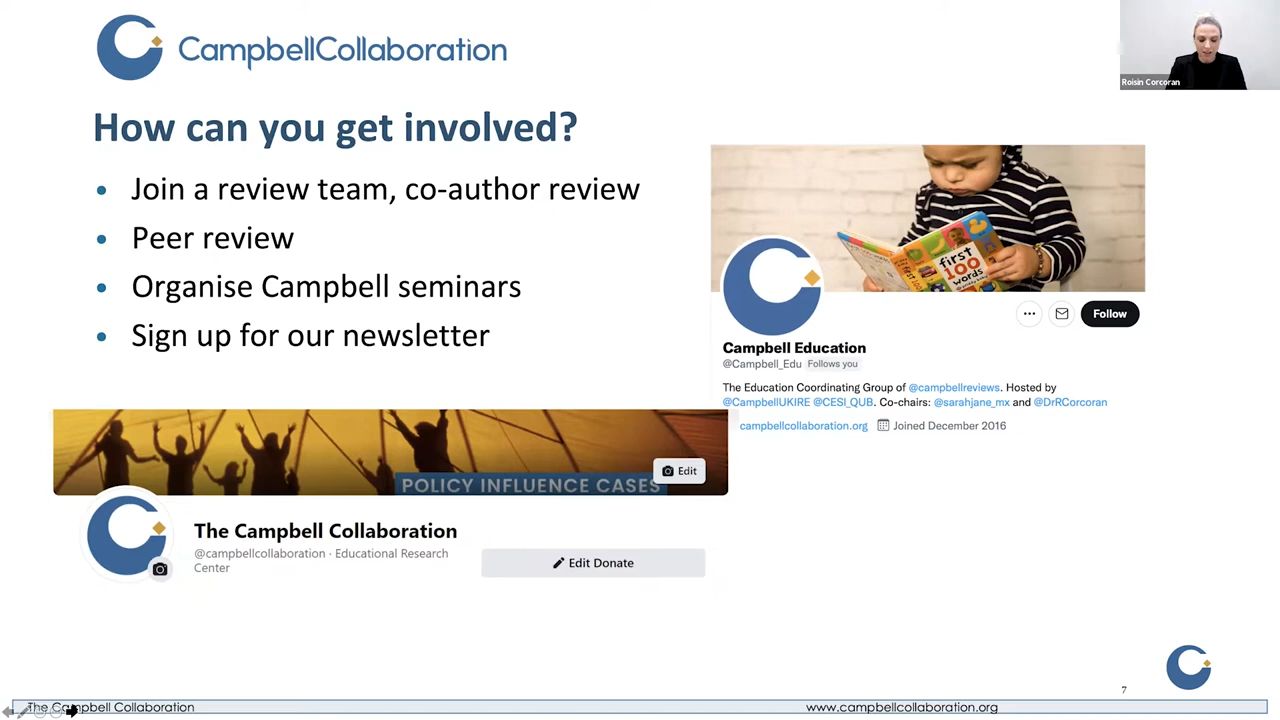 CampbellCollaboration
Roisin Corcoran
How can you get involved?
• Join a review team, co-author review
• Peer review
• Organise Campbell seminars
• Sign up for our newsletter
first
100
words
Follow
Campbell Education
@Campbell_Edu Follows you
The Education Coordinating Group of @campbellreviews. Hosted by
@CampbellUKIRE @CESI_QUB. Co-chairs: @sarahjane_mx and @DrRCorcoran
campbellcollaboration.org Joined December 2016
Edit
POLICY INFLUENCE CASES
The Campbell Collaboration
@campbellcollaboration · Educational Research
Center
Edit Donate
7
The Campbell Collaboration
www.campbellcollaboration.org